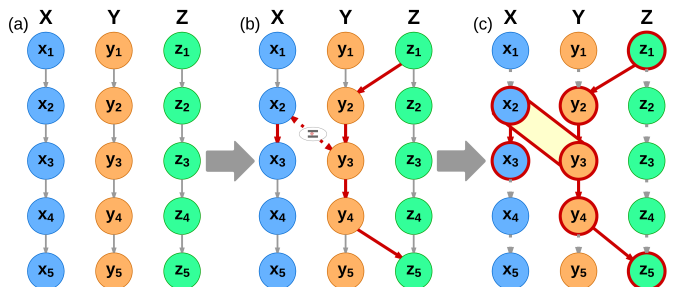 (a) X Y Z (b) X Y Z (c) X Y Z
x₁ y₁ z₁ x₁ y₁ z₁ x₁ y₁ z₁
x₂ y₂ z₂ x₂ y₂ z₂ x₂ y₂ z₂
=
x₃ y₃ z₃ x₃ y₃ z₃ x₃ y₃ z₃
x₄ y₄ z₄ x₄ y₄ z₄ x₄ y₄ z₄
x₅ y₅ z₅ x₅ y₅ z₅ x₅ y₅ z₅